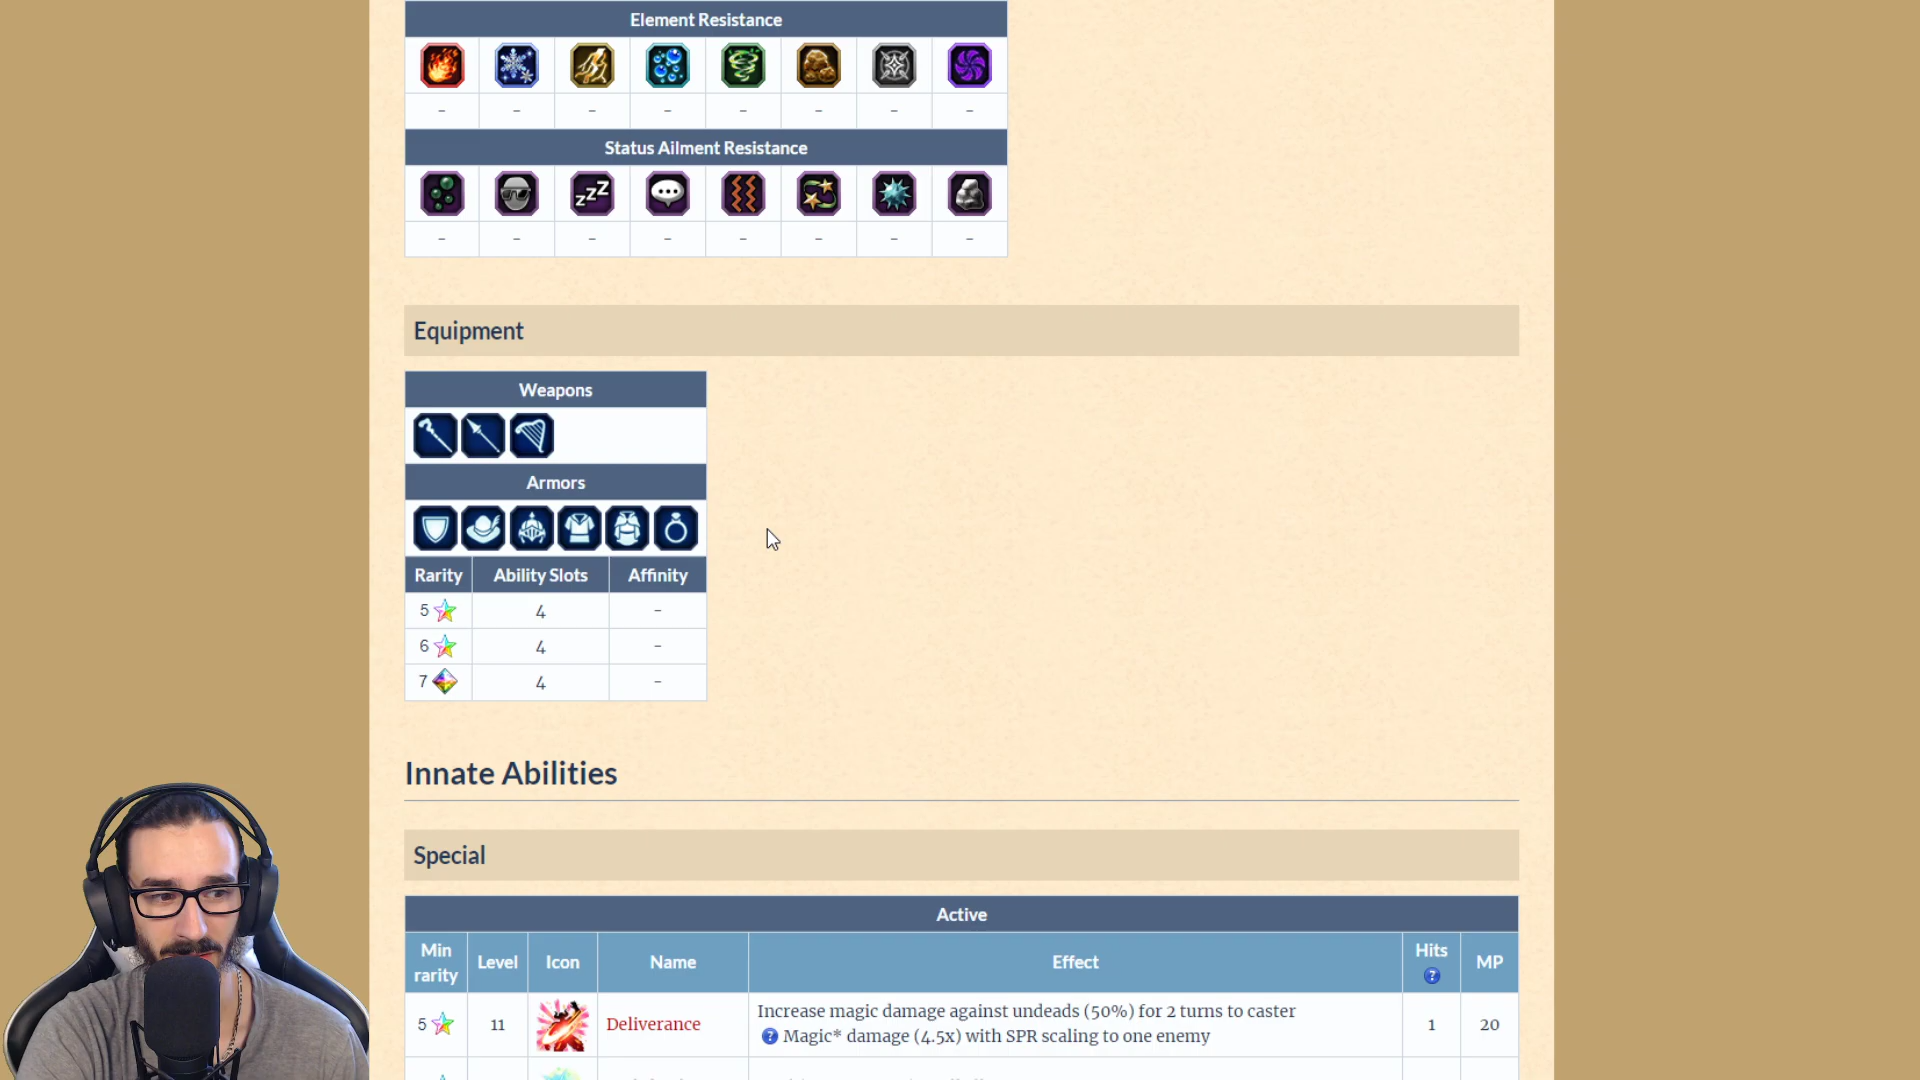 Element Resistance
- - - - - - - -
Status Ailment Resistance
zZZ
- - - - - - - -
Equipment
Weapons
Armors
Rarity Ability Slots Affinity
5 4 -
6 4 -
7 4 -
Innate Abilities
Special
Active
Min rarity Level Icon Name Effect Hits ? MP
5 11 Deliverance Increase magic damage against undeads (50%) for 2 turns to caster 1 20
? Magic* damage (4.5x) with SPR scaling to one enemy